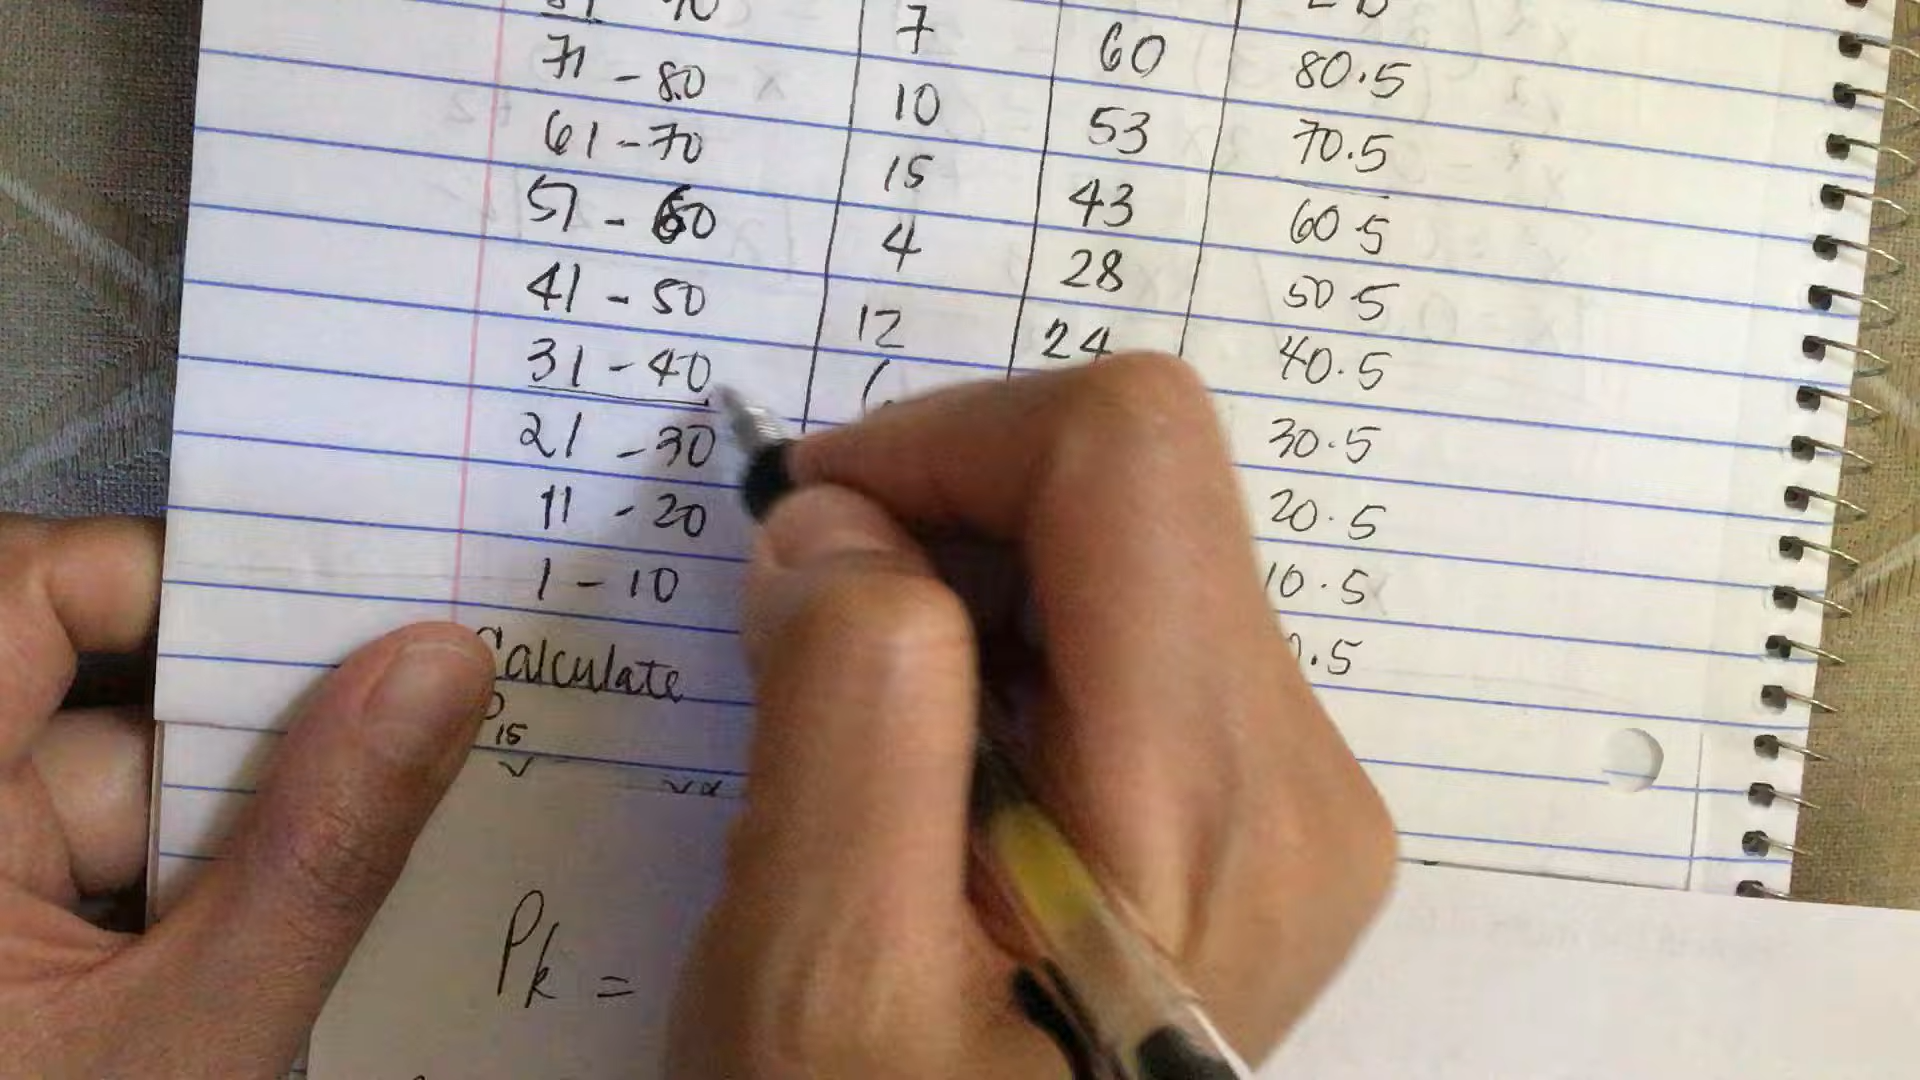 7 60 80.5
71 - 80 10 53 70.5
61 - 70 15 43 60.5
51 - 60 4 28 50.5
41 - 50 12 24 40.5
31 - 40 30.5
21 - 30 20.5
11 - 20 10.5
1 - 10 .5
Calculate
P15
Pk =